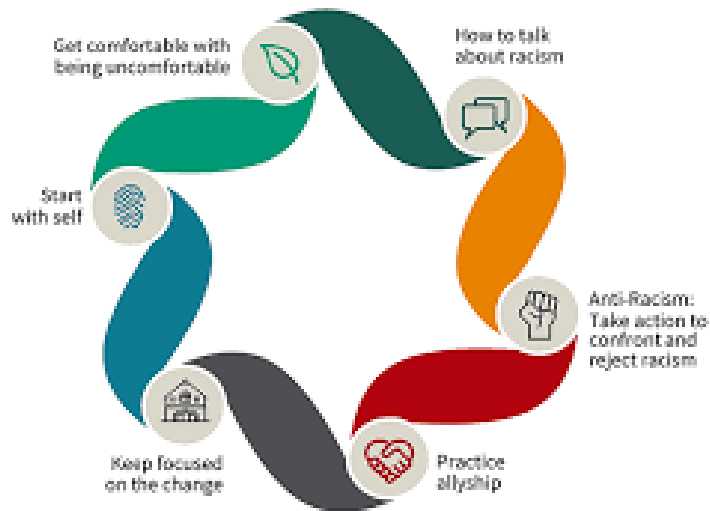 Get comfortable with
being uncomfortable
How to talk
about racism
Anti-Racism:
Take action to
confront and
reject racism
Practice
allyship
Keep focused
on the change
Start
with self